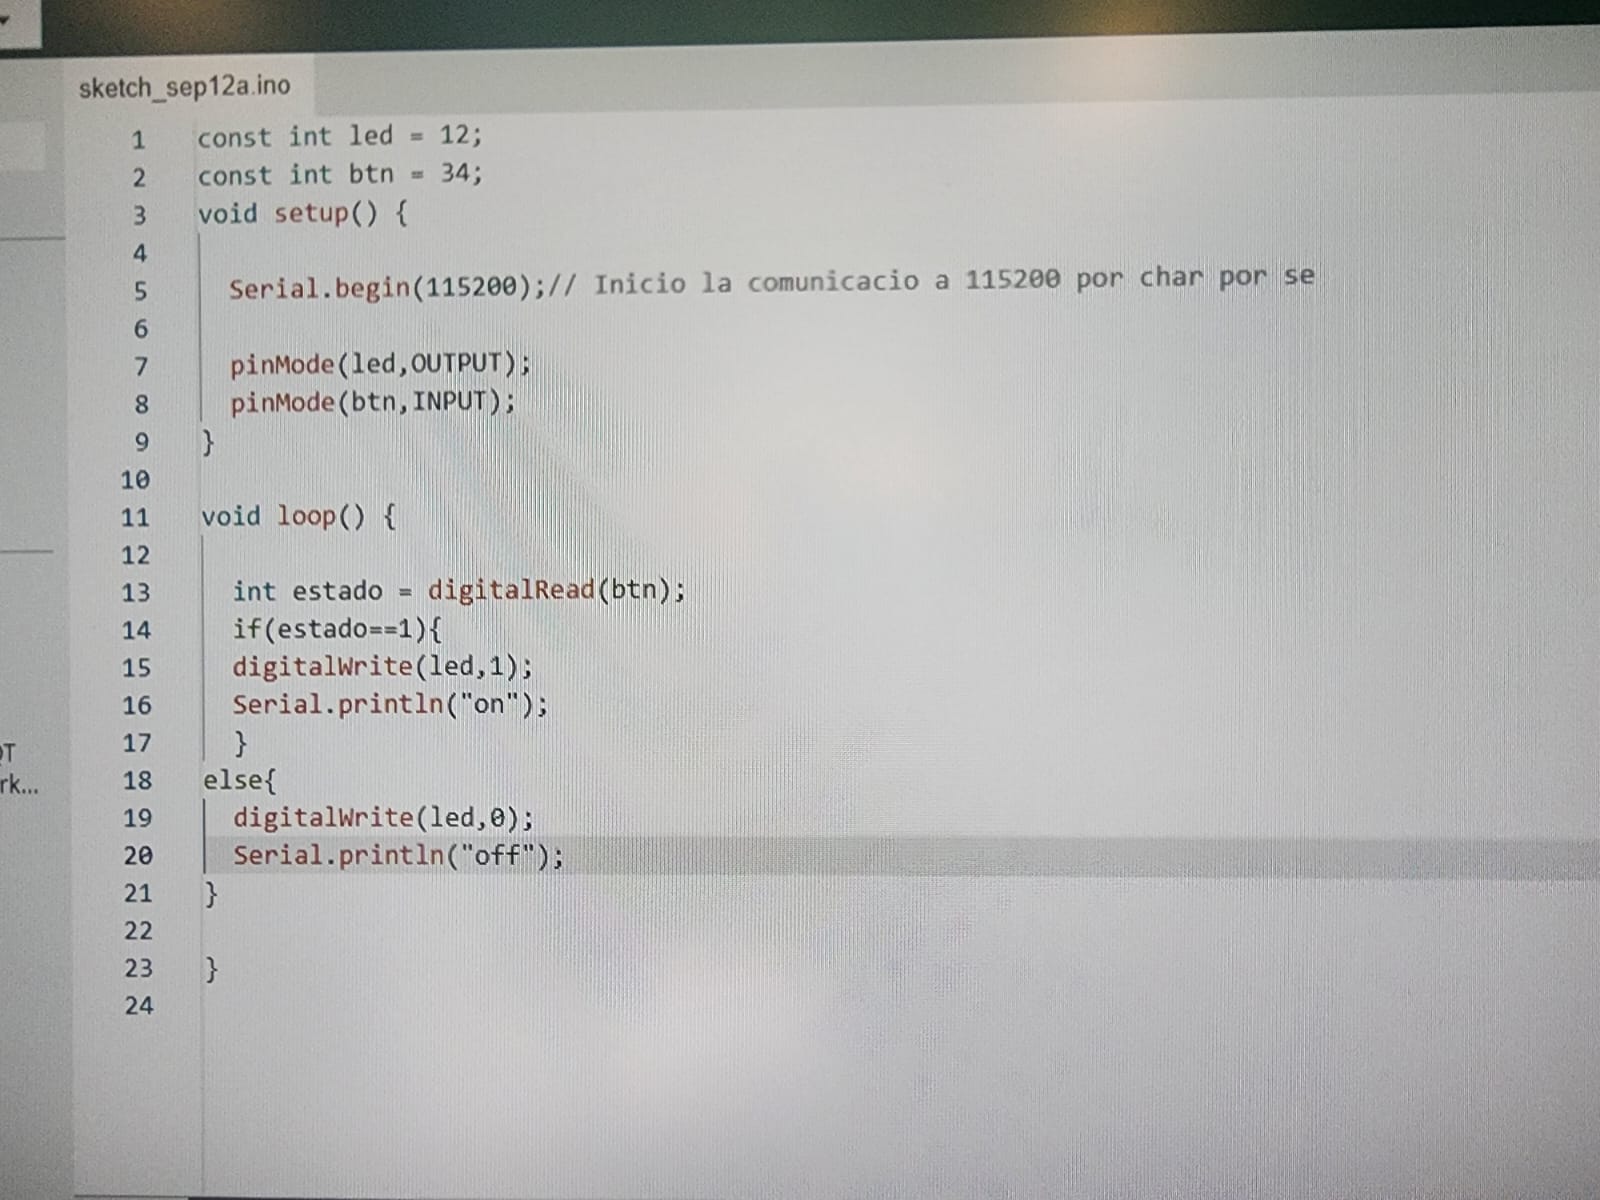 sketch_sep12a.ino
1 const int led = 12;
2 const int btn = 34;
3 void setup() {
4
5 Serial.begin(115200);// Inicio la comunicacio a 115200 por char por se
6
7 pinMode(led,OUTPUT);
8 pinMode(btn,INPUT);
9 }
10
11 void loop() {
12
13 int estado = digitalRead(btn);
14 if(estado==1){
15 digitalWrite(led,1);
16 Serial.println("on");
17 }
18 else{
19 digitalWrite(led,0);
20 Serial.println("off");
21 }
22
23 }
24
T
rk...